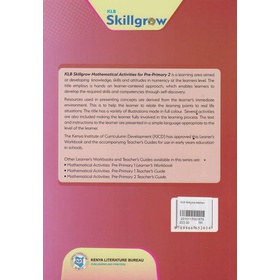 KLB
Skillgrow
KLB Skillgrow Mathematical Activities for Pre-Primary 2 is a learning area aimed
at developing knowledge, skills and attitudes in numeracy at the learners' level. The
title employs a hands on learner-centered approach, which enables learners to
develop the required skill and competencies through self-discovery.
Resources used in presenting concepts are derived from the learner's immediate
environment. This is to help the learner to relate the learning points to real life
situations. The title has a variety of illustrations made in full colour. Several activities
are also included making the learner fully involved in the learning process. The text
and instructions to the learner are presented in a simple language appropriate to the
level of the learner.
The Kenya Institute of Curriculum Development (KICD) has approved this Learner's
Workbook and the accompanying Teacher's Guides for use in early years education
in schools.
Other Learner's Workbooks and Teacher's Guides available in this series are:
• Mathematical Activities Pre-Primary 1 Learner's Workbook
• Mathematical Activities Pre-Primary 1 Teacher's Guide
• Mathematical Activities Pre-Primary 2 Teacher's Guide
KENYA LITERATURE BUREAU